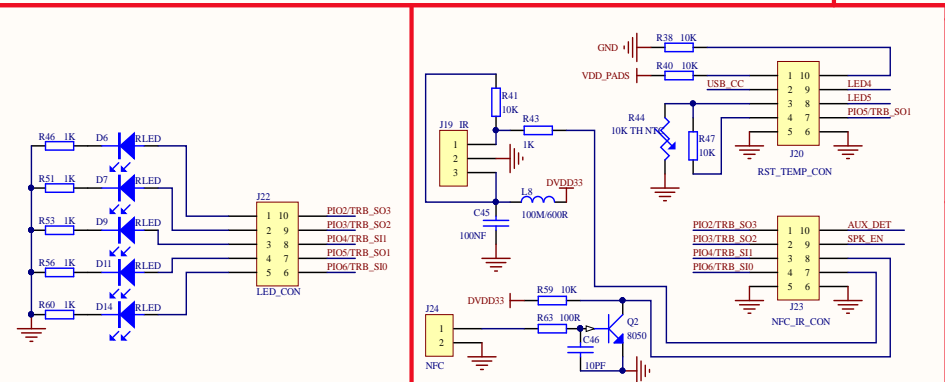 R46 1K D6 RLED
R51 1K D7 RLED
R53 1K D9 RLED
R56 1K D11 RLED
R60 1K D14 RLED
J22
1 10 PIO2/TRB_SO3
2 9 PIO3/TRB_SO2
3 8 PIO4/TRB_SI1
4 7 PIO5/TRB_SO1
5 6 PIO6/TRB_SI0
LED_CON
R38 10K
GND
R40 10K
VDD_PADS
USB_CC
1 10
2 9 LED4
3 8 LED5
4 7 PIO5/TRB_SO1
5 6
J20
RST_TEMP_CON
R44
10K TH NTC
R47
10K
R41
10K
J19 IR
1
2
3
R43
1K
L8
DVDD33
100M/600R
C45
100NF
PIO2/TRB_SO3 1 10 AUX_DET
PIO3/TRB_SO2 2 9 SPK_EN
PIO4/TRB_SI1 3 8
PIO6/TRB_SI0 4 7
5 6
J23
NFC_IR_CON
DVDD33
R59 10K
R63 100R
J24
1
2
NFC
Q2
8050
C46
10PF